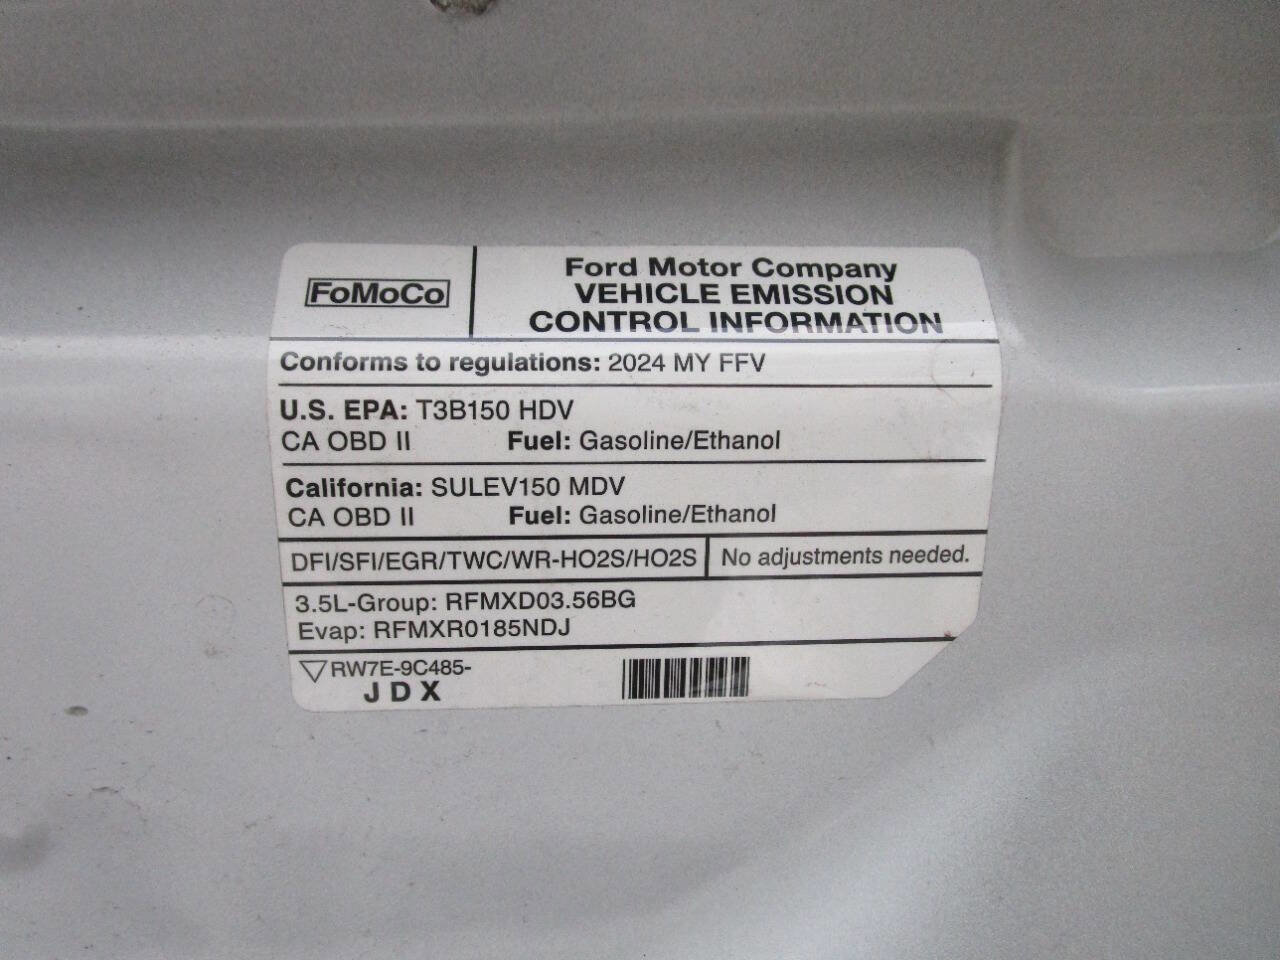 FoMoCo
Ford Motor Company
VEHICLE EMISSION
CONTROL INFORMATION
Conforms to regulations: 2024 MY FFV
U.S. EPA: T3B150 HDV
CA OBD II Fuel: Gasoline/Ethanol
California: SULEV150 MDV
CA OBD II Fuel: Gasoline/Ethanol
DFI/SFI/EGR/TWC/WR-HO2S/HO2S No adjustments needed.
3.5L-Group: RFMXD03.56BG
Evap: RFMXR0185NDJ
RW7E-9C485-
JDX